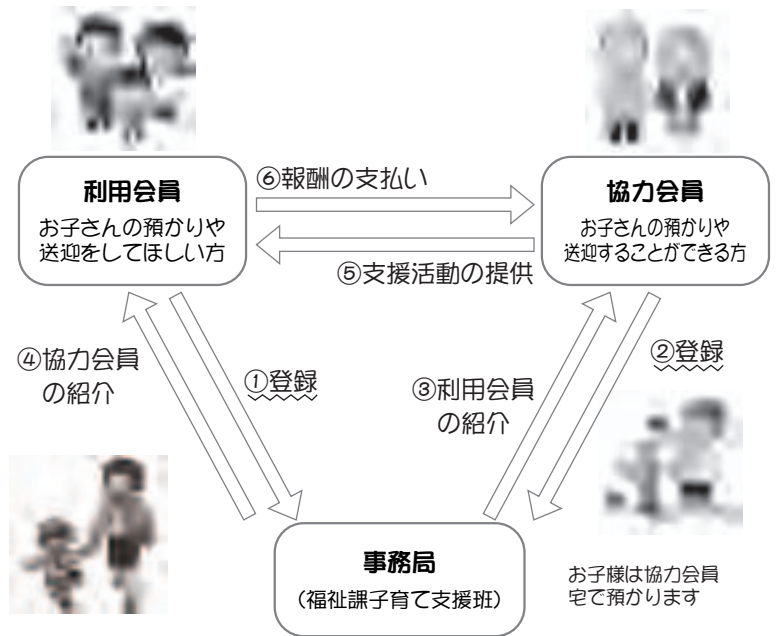 利用会員
お子さんの預かりや
送迎をしてほしい方
⑥報酬の支払い
⑤支援活動の提供
協力会員
お子さんの預かりや
送迎することができる方
④協力会員
の紹介
①登録
③利用会員
の紹介
②登録
事務局
（福祉課子育て支援班）
お子様は協力会員
宅で預かります